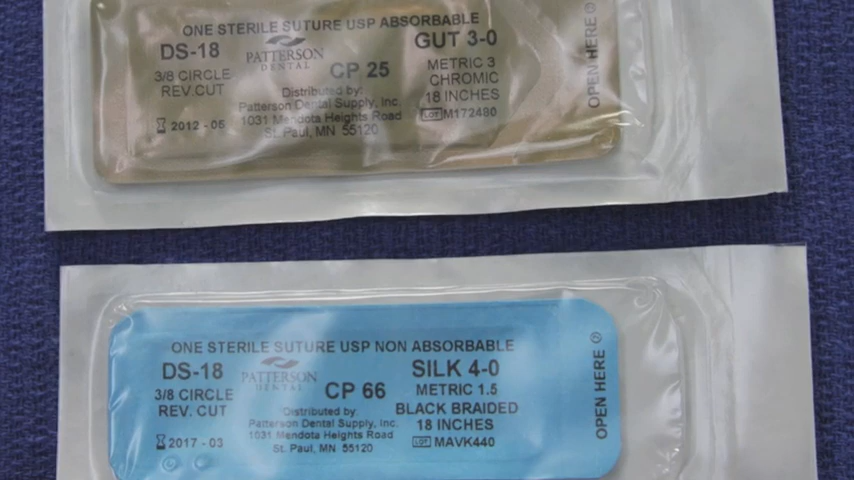 ONE STERILE SUTURE USP ABSORBABLE
DS-18
PATTERSON
DENTAL
GUT 3-0
3/8 CIRCLE
REV. CUT
CP 25
METRIC 3
CHROMIC
18 INCHES
Distributed by:
Patterson Dental Supply, Inc.
1031 Mendota Heights Road
St. Paul, MN 55120
2012 - 05
LOT M172480
OPEN HERE
ONE STERILE SUTURE USP NON ABSORBABLE
DS-18
PATTERSON
DENTAL
SILK 4-0
3/8 CIRCLE
REV. CUT
CP 66
METRIC 1.5
BLACK BRAIDED
18 INCHES
Distributed by:
Patterson Dental Supply, Inc.
1031 Mendota Heights Road
St. Paul, MN 55120
2017 - 03
LOT MAVK440
OPEN HERE